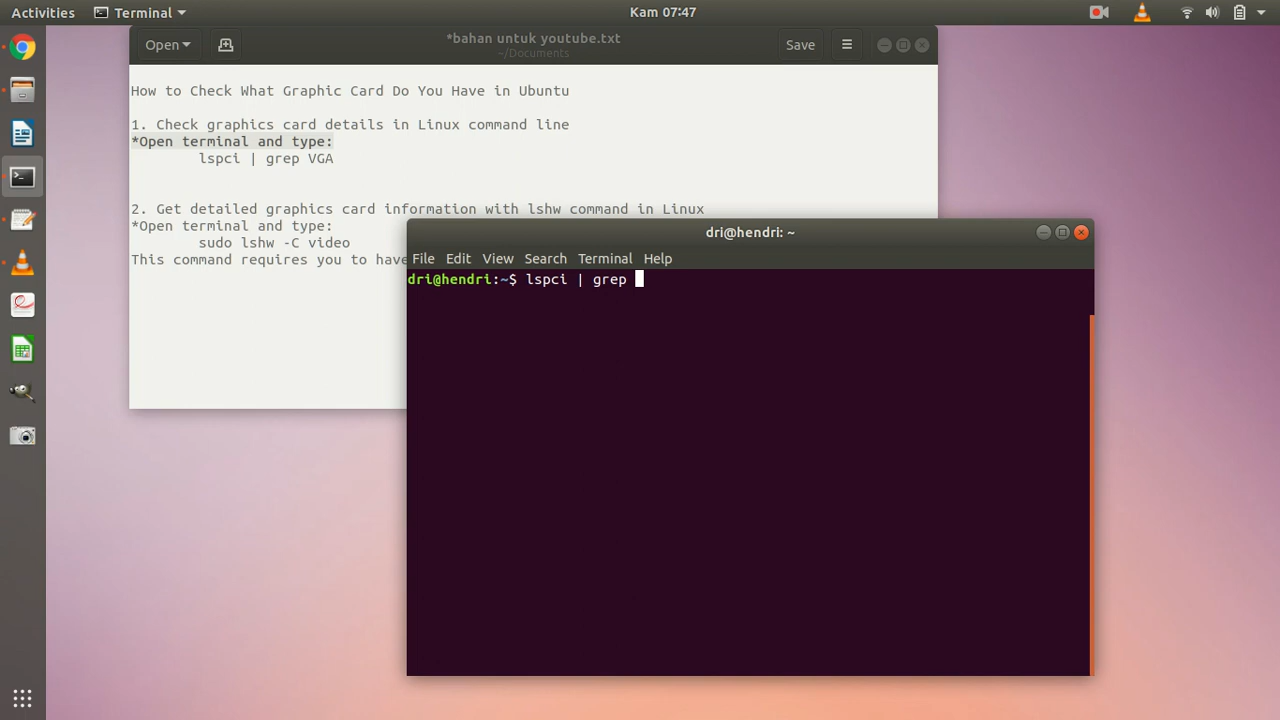 Activities Terminal Kam 07:47
Open *bahan untuk youtube.txt Save
~/Documents
How to Check What Graphic Card Do You Have in Ubuntu
1. Check graphics card details in Linux command line
*Open terminal and type:
lspci | grep VGA
2. Get detailed graphics card information with lshw command in Linux
*Open terminal and type:
sudo lshw -C video
This command requires you to have
dri@hendri: ~
File Edit View Search Terminal Help
dri@hendri:~$ lspci | grep